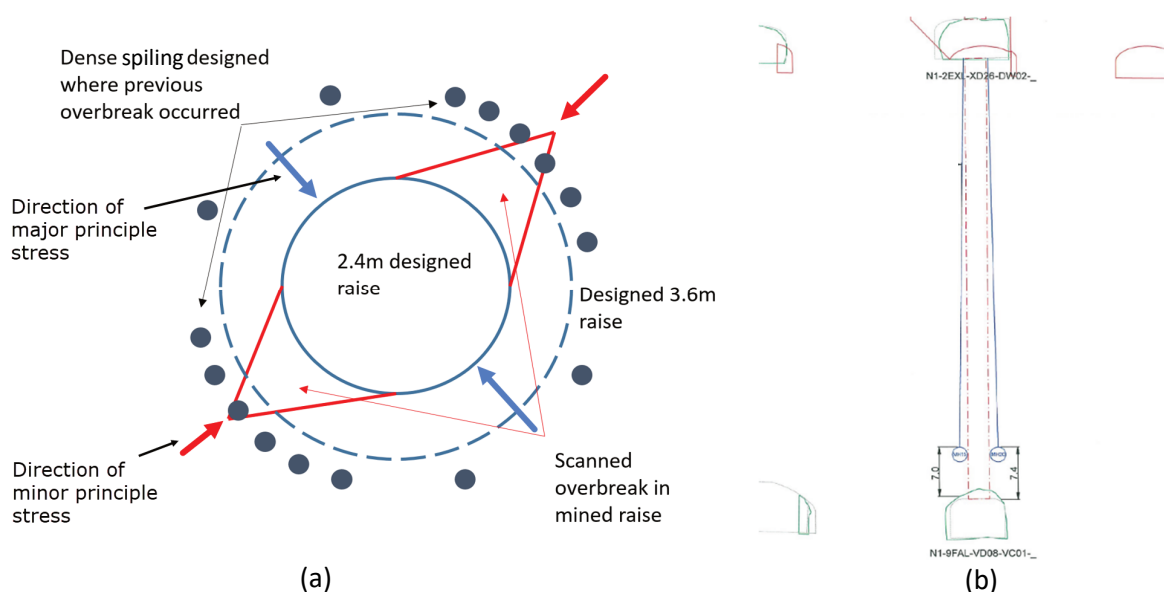 (a)
Dense spiling designed
where previous
overbreak occurred
Direction of
major principle
stress
2.4m designed
raise
Designed 3.6m
raise
Direction of
minor principle
stress
Scanned
overbreak in
mined raise
N1-2EXL-XD26-DW02-_
7.0
7.4
N1-9FAL-VD08-VC01-_
(b)